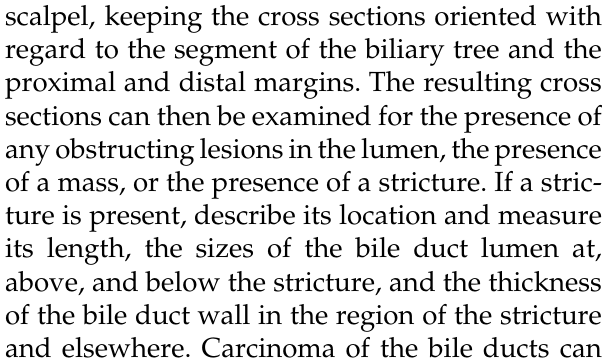 scalpel, keeping the cross sections oriented with
regard to the segment of the biliary tree and the
proximal and distal margins. The resulting cross
sections can then be examined for the presence of
any obstructing lesions in the lumen, the presence
of a mass, or the presence of a stricture. If a stric-
ture is present, describe its location and measure
its length, the sizes of the bile duct lumen at,
above, and below the stricture, and the thickness
of the bile duct wall in the region of the stricture
and elsewhere. Carcinoma of the bile ducts can